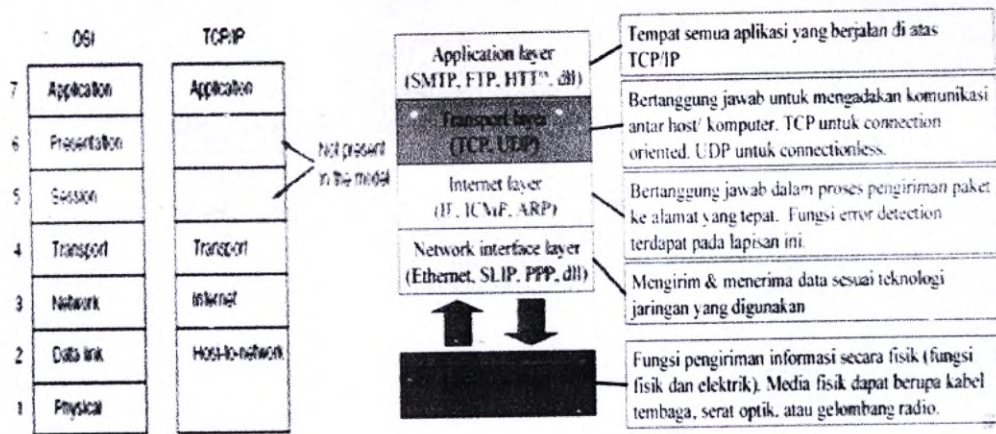 OSI
TCP/IP
7 Application Application
6 Presentation
5 Session
4 Transport Transport
3 Network Internet
2 Data link Host-to-network
1 Physical
Not present
in the model
Application layer
(SMTP, FTP, dll)
Transport layer
(TCP, UDP)
Internet layer
(IP, ICMP, ARP)
Network interface layer
(Ethernet, SLIP, PPP, dll)
Tempat semua aplikasi yang berjalan di atas
TCP/IP
Bertanggung jawab untuk mengadakan komunikasi
antar host/ komputer. TCP untuk connection
oriented. UDP untuk connectionless.
Bertanggung jawab dalam proses pengiriman paket
ke alamat yang tepat. Fungsi error detection
terdapat pada lapisan ini.
Mengirim & menerima data sesuai teknologi
jaringan yang digunakan
Fungsi pengiriman informasi secara fisik (fungsi
fisik dan elektrik). Media fisik dapat berupa kabel
tembaga, serat optik, atau gelombang radio.